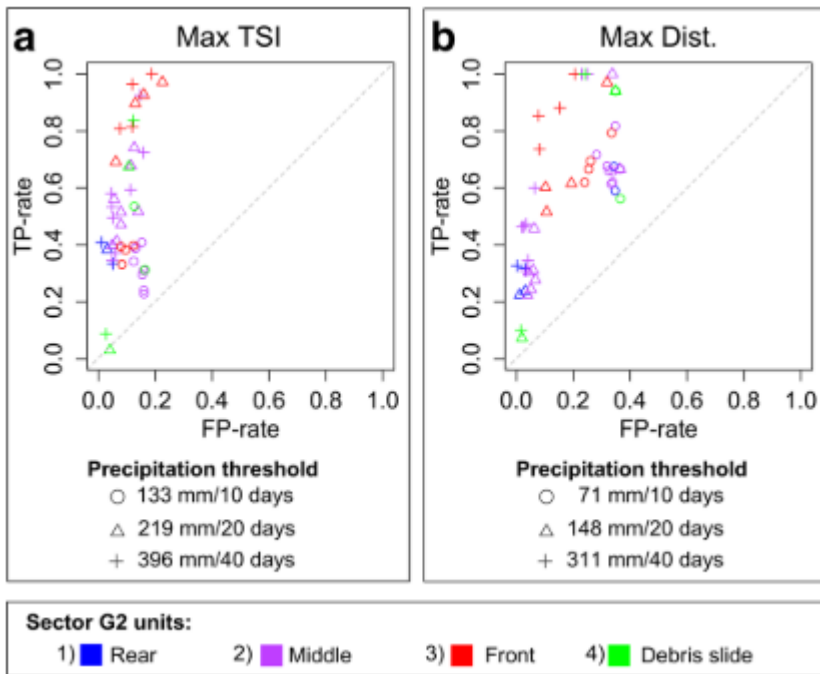 a Max TSI
TP-rate
0.0 0.2 0.4 0.6 0.8 1.0
0.0 0.2 0.4 0.6 0.8 1.0
FP-rate
Precipitation threshold
133 mm/10 days
219 mm/20 days
396 mm/40 days
b Max Dist.
TP-rate
0.0 0.2 0.4 0.6 0.8 1.0
0.0 0.2 0.4 0.6 0.8 1.0
FP-rate
Precipitation threshold
71 mm/10 days
148 mm/20 days
311 mm/40 days
Sector G2 units:
1) Rear 2) Middle 3) Front 4) Debris slide